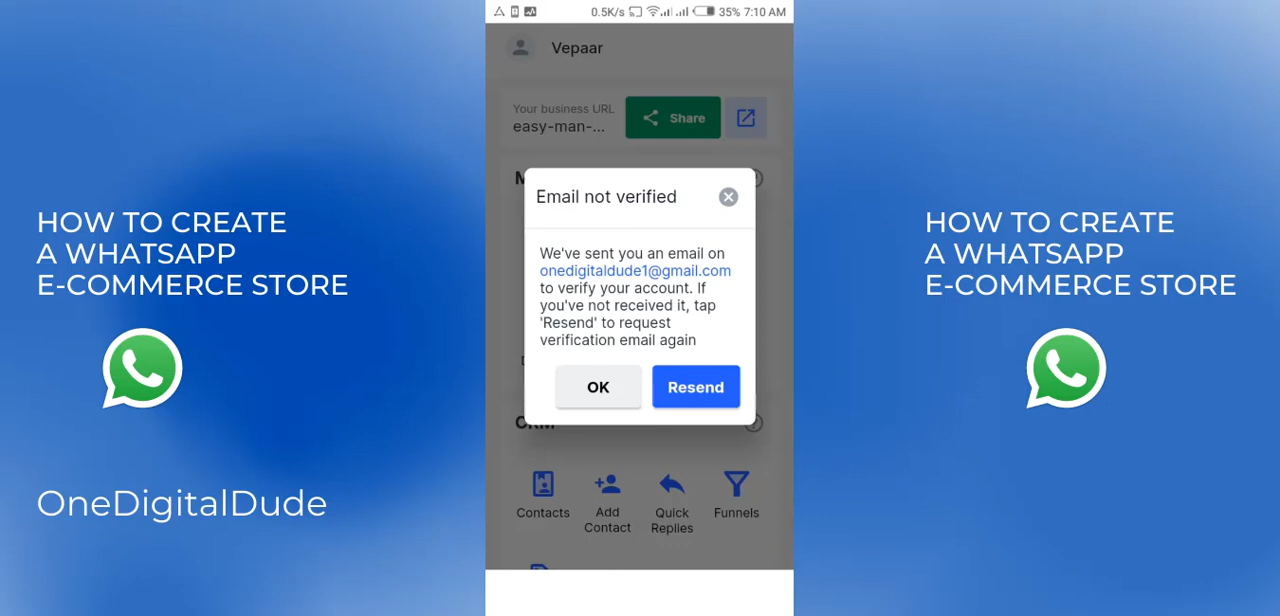 0.5K/s 35% 7:10 AM
Vepaar
Your business URL
easy-man-...
Share
Email not verified
We've sent you an email on
onedigitaldude1@gmail.com
to verify your account. If
you've not received it, tap
'Resend' to request
verification email again
OK
Resend
CRM
Contacts
Add
Contact
Quick
Replies
Funnels
HOW TO CREATE
A WHATSAPP
E-COMMERCE STORE
OneDigitalDude
HOW TO CREATE
A WHATSAPP
E-COMMERCE STORE